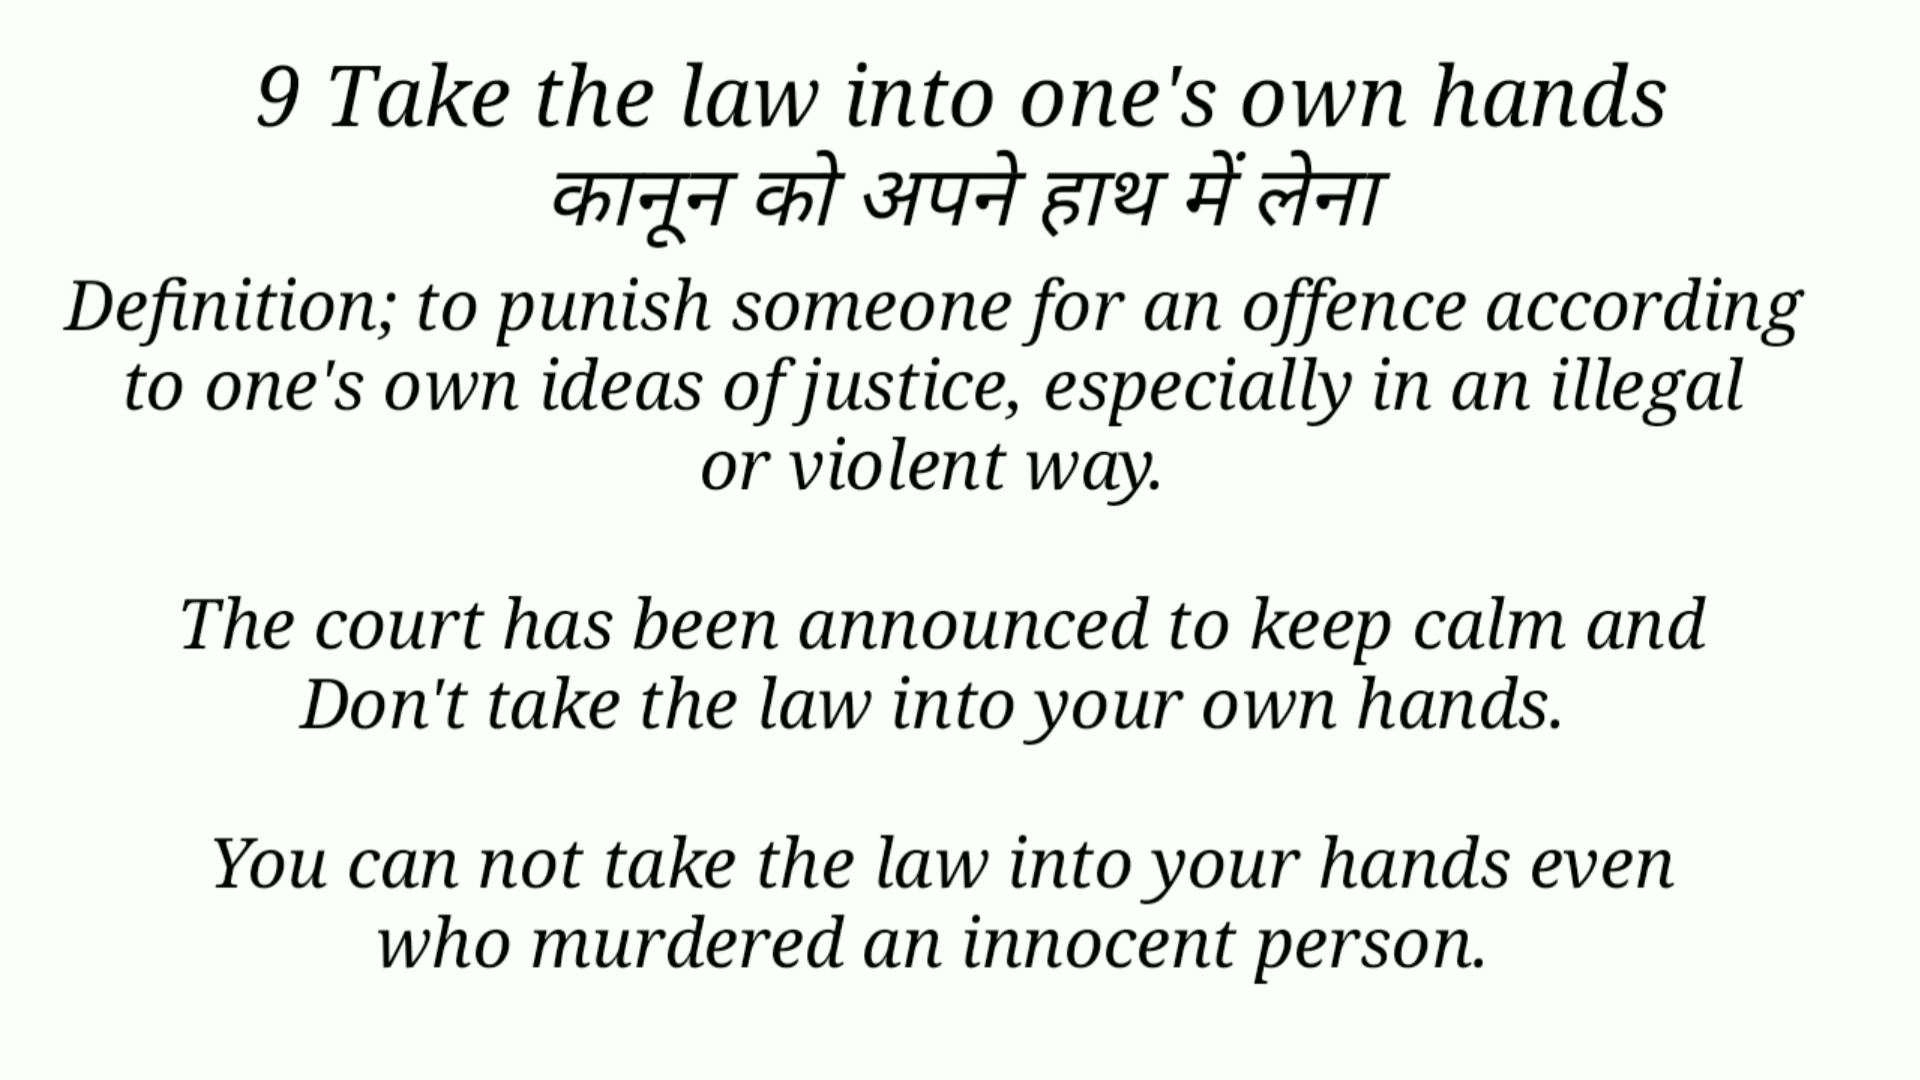 9 Take the law into one's own hands
कानून को अपने हाथ में लेना
Definition; to punish someone for an offence according
to one's own ideas of justice, especially in an illegal
or violent way.
The court has been announced to keep calm and
Don't take the law into your own hands.
You can not take the law into your hands even
who murdered an innocent person.